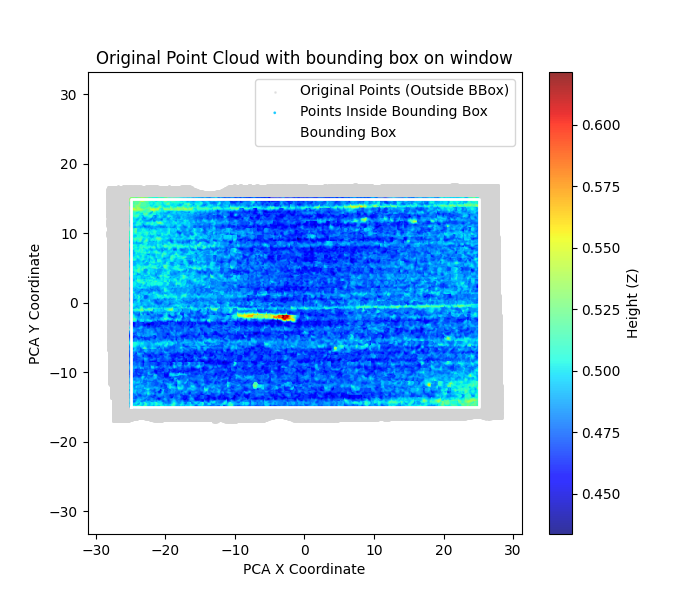 Original Point Cloud with bounding box on window
Original Points (Outside BBox)
Points Inside Bounding Box
Bounding Box
30
20
10
0
−10
−20
−30
PCA Y Coordinate
−30 −20 −10 0 10 20 30
PCA X Coordinate
0.600
0.575
0.550
0.525
0.500
0.475
0.450
Height (Z)